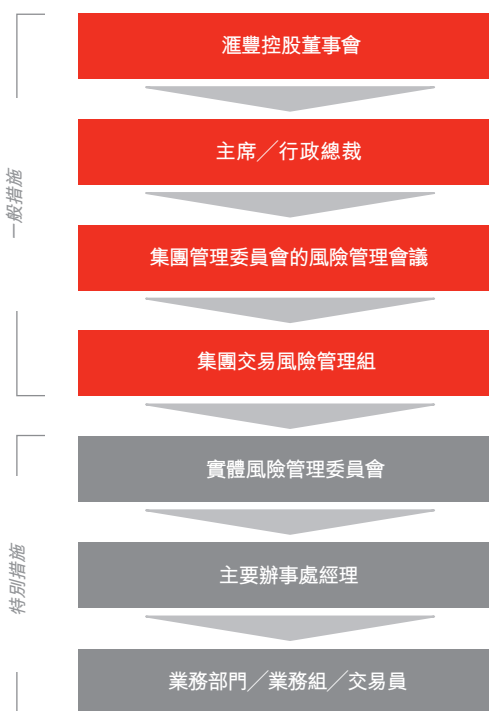 滙豐控股董事會
主席／行政總裁
一般措施
集團管理委員會的風險管理會議
集團交易風險管理組
實體風險管理委員會
特別措施
主要辦事處經理
業務部門／業務組／交易員